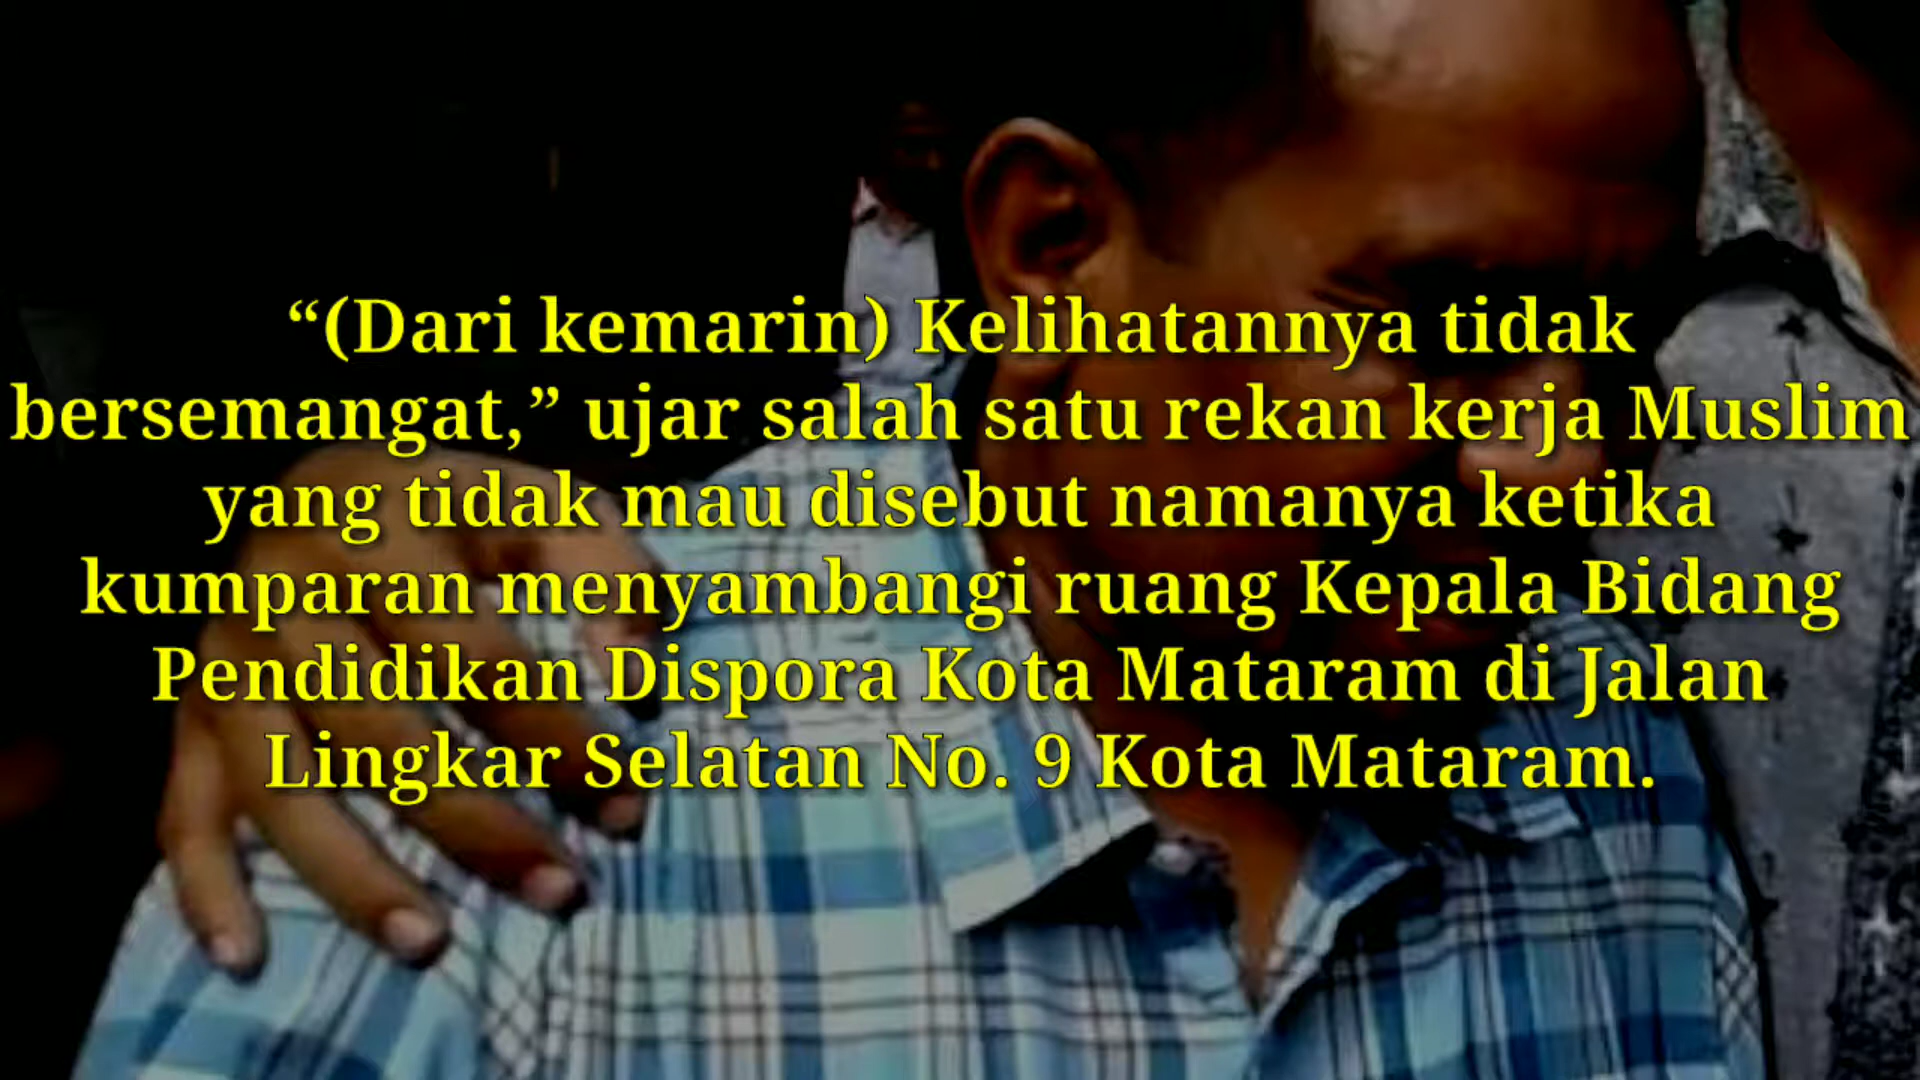 “(Dari kemarin) Kelihatannya tidak
bersemangat,” ujar salah satu rekan kerja Muslim
yang tidak mau disebut namanya ketika
kumparan menyambangi ruang Kepala Bidang
Pendidikan Dispora Kota Mataram di Jalan
Lingkar Selatan No. 9 Kota Mataram.